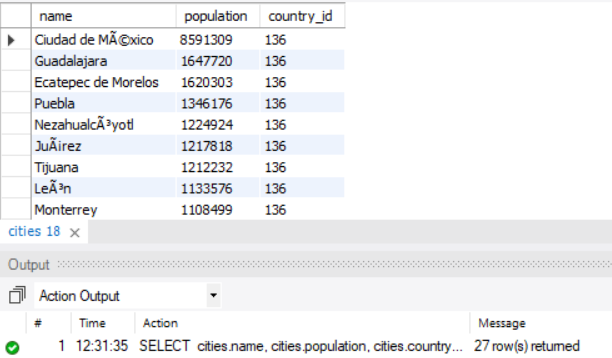 name population country_id
Ciudad de MÃ©xico 8591309 136
Guadalajara 1647720 136
Ecatepec de Morelos 1620303 136
Puebla 1346176 136
NezahualcÃ³yotl 1224924 136
JuÃirez 1217818 136
Tijuana 1212232 136
LeÃ³n 1133576 136
Monterrey 1108499 136
cities 18 ×
Output
Action Output
# Time Action Message
1 12:31:35 SELECT cities.name, cities.population, cities.country... 27 row(s) returned